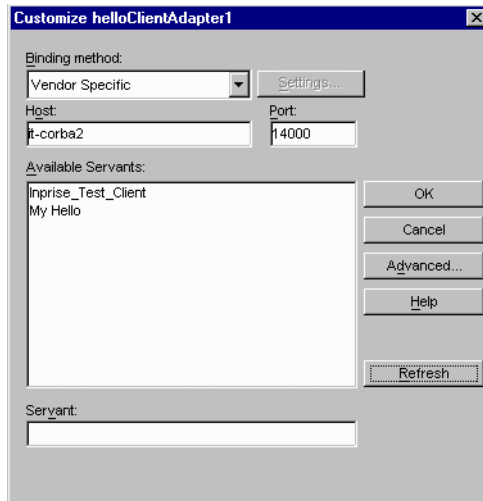 Customize helloClientAdapter1
Binding method:
Vendor Specific
Settings...
Host:
Port:
it-corba2
14000
Available Servants:
Inprise_Test_Client
My Hello
OK
Cancel
Advanced...
Help
Refresh
Servant: